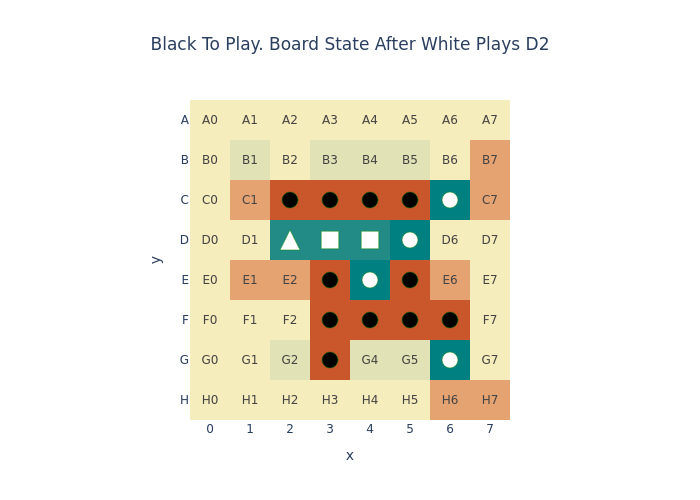 Black To Play. Board State After White Plays D2
A A0 A1 A2 A3 A4 A5 A6 A7
B B0 B1 B2 B3 B4 B5 B6 B7
C C0 C1 C7
D D0 D1 D6 D7
E E0 E1 E2 E6 E7
F F0 F1 F2 F7
G G0 G1 G2 G4 G5 G7
H H0 H1 H2 H3 H4 H5 H6 H7
0 1 2 3 4 5 6 7
x
y